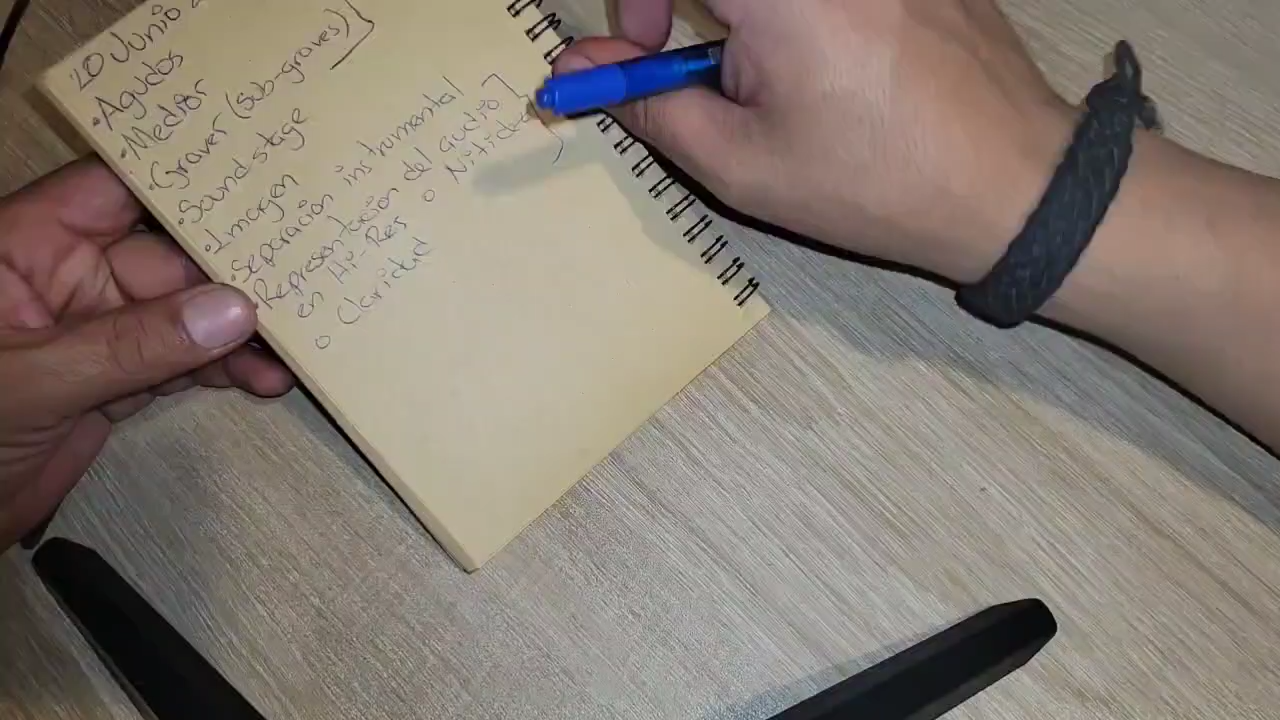 20 Junio
• Agudos
• Medios
• Graves (Sub-graves)]
• Sound stage
• Imagen
• Separación instrumental
• Representación del audio]
en Hi-Res o Nitidez
o Claridad